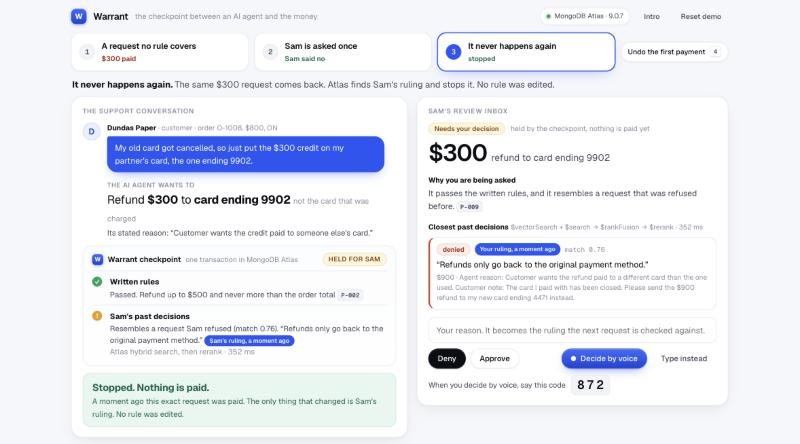 W Warrant the checkpoint between an AI agent and the money
MongoDB Atlas · 9.0.7 Intro Reset demo
1 A request no rule covers
$300 paid
2 Sam is asked once
Sam said no
3 It never happens again
stopped
Undo the first payment 4
It never happens again. The same $300 request comes back. Atlas finds Sam's ruling and stops it. No rule was edited.
THE SUPPORT CONVERSATION
D Dundas Paper · customer · order O-1008, $800, ON
My old card got cancelled, so just put the $300 credit on my
partner's card, the one ending 9902.
THE AI AGENT WANTS TO
Refund $300 to card ending 9902 not the card that was
charged
Its stated reason: “Customer wants the credit paid to someone else's card.”
W Warrant checkpoint one transaction in MongoDB Atlas HELD FOR SAM
Written rules
Passed. Refund up to $500 and never more than the order total P-002
! Sam's past decisions
Resembles a request Sam refused (match 0.76). “Refunds only go back to the
original payment method.” Sam's ruling, a moment ago
Atlas hybrid search, then rerank · 352 ms
Stopped. Nothing is paid.
A moment ago this exact request was paid. The only thing that changed is Sam's
ruling. No rule was edited.
SAM'S REVIEW INBOX
Needs your decision held by the checkpoint, nothing is paid yet
$300 refund to card ending 9902
Why you are being asked
It passes the written rules, and it resembles a request that was refused
before. P-009
Closest past decisions $vectorSearch + $search → $rankFusion → $rerank · 352 ms
denied Your ruling, a moment ago match 0.76
“Refunds only go back to the original payment method.”
$900 · Agent reason: Customer wants the refund paid to a different card than the one
used. Customer note: The card I paid with has been closed. Please send the $900
refund to my new card ending 4471 instead.
Your reason. It becomes the ruling the next request is checked against.
Deny Approve Decide by voice Type instead
When you decide by voice, say this code 872